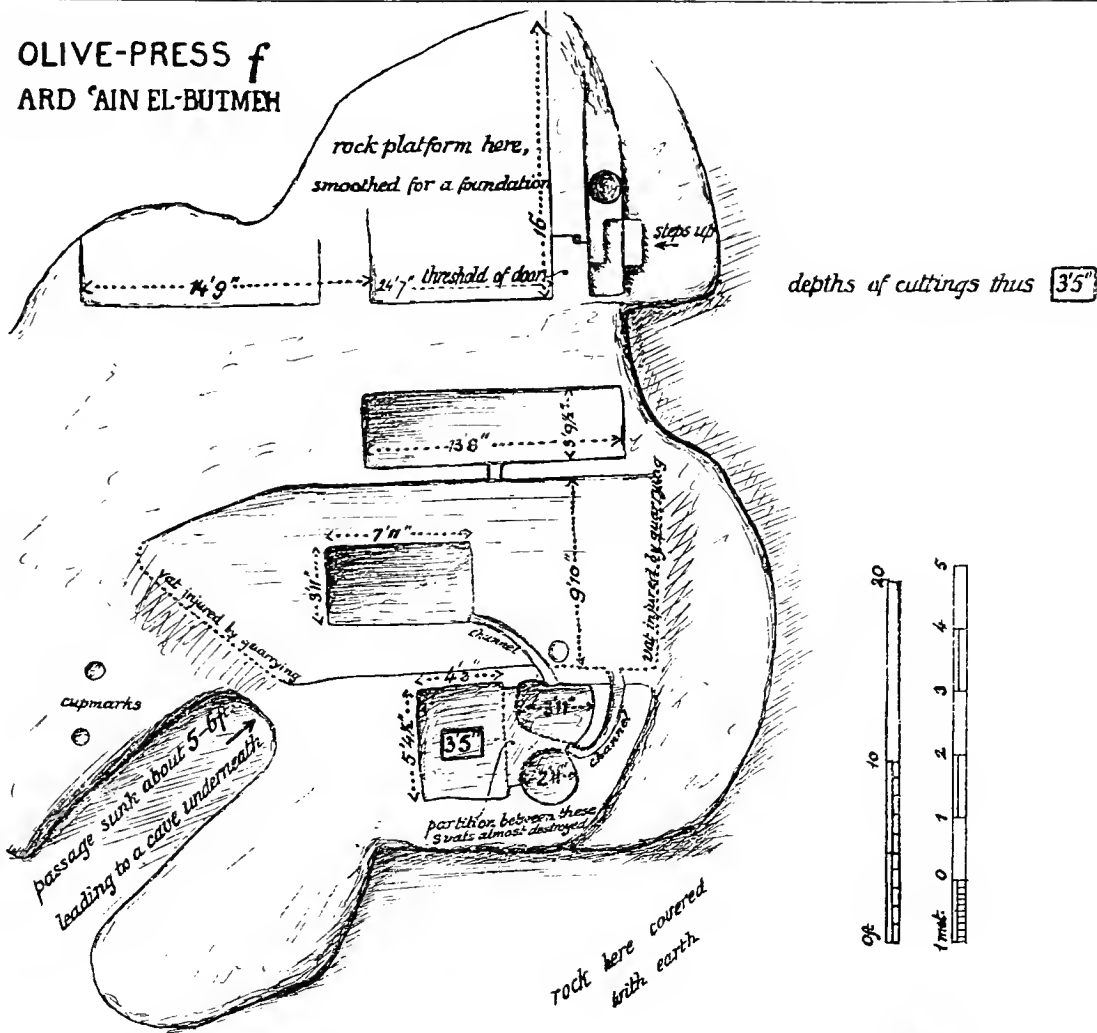 OLIVE-PRESS f
ARD ʿAIN EL-BUTMEH
rock platform here,
smoothed for a foundation
16'
steps up
14'9"
24'7"
threshold of door
depths of cuttings thus 3'5"
13'8"
3'9½"
7'11"
3'11"
9'10"
vat injured by quarrying
vat injured by quarrying
channel
cupmarks
4'3"
5'4½"
3'5"
3'11"
2'11"
channel
partition between these
3 vats almost destroyed
passage sunk about 5-6ft
leading to a cave underneath
rock here covered
with earth
20
10
0ft
5
4
3
2
1
0
1 met.